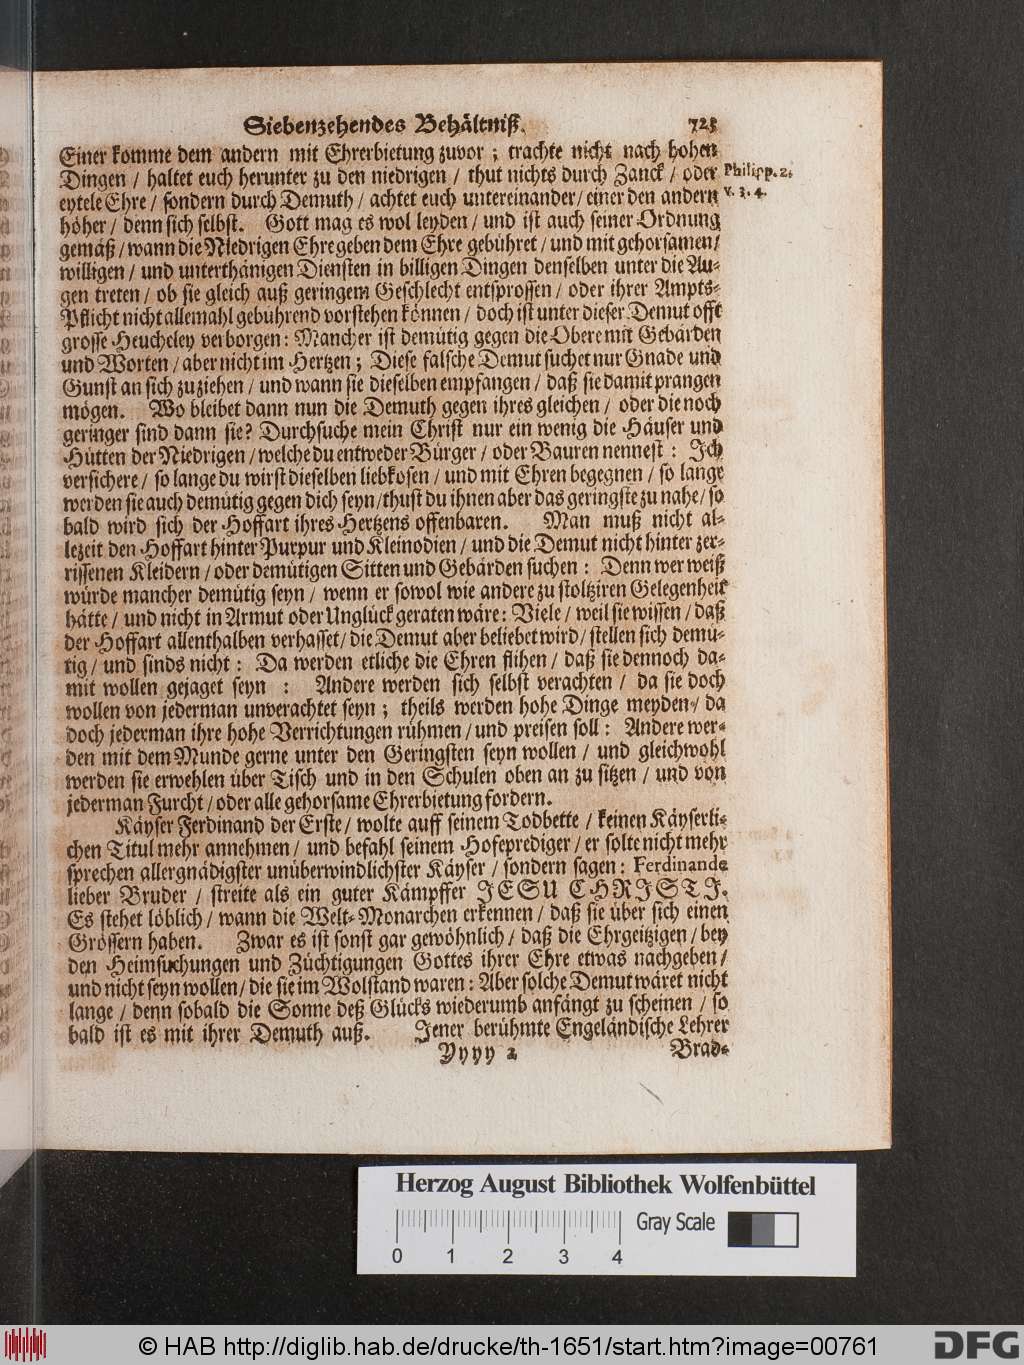 Siebenzehendes Behältniß. 725
Einer komme dem andern mit Ehrerbietung zuvor ; trachte nicht nach hohen
Dingen / haltet euch herunter zu den niedrigen / thut nichts durch Zanck / oder
eytele Ehre / sondern durch Demuth / achtet euch untereinander / einer den andern
höher / denn sich selbst. Gott mag es wol leyden / und ist auch seiner Ordnung
gemäß / wann die Niedrigen Ehre geben dem Ehre gebühret / und mit gehorsamen /
willigen / und unterthänigen Diensten in billigen Dingen denselben unter die Au-
gen treten / ob sie gleich auß geringem Geschlecht entsprossen / oder ihrer Ampts-
Pflicht nicht allemahl gebührend vorstehen können / doch ist unter dieser Demut offt
grosse Heucheley verborgen : Mancher ist demütig gegen die Obere mit Gebärden
und Worten / aber nicht im Hertzen ; Diese falsche Demut suchet nur Gnade und
Gunst an sich zu ziehen / und wann sie dieselben empfangen / daß sie damit prangen
mögen. Wo bleibet dann nun die Demuth gegen ihres gleichen / oder die noch
geringer sind dann sie? Durchsuche mein Christ nur ein wenig die Häuser und
Hütten der Niedrigen / welche du entweder Bürger / oder Bauren nennest : Ich
versichere / so lange du wirst dieselben liebkosen / und mit Ehren begegnen / so lange
werden sie auch demütig gegen dich seyn / thust du ihnen aber das geringste zu nahe / so
bald wird sich der Hoffart ihres Hertzens offenbaren. Man muß nicht al-
lezeit den Hoffart hinter Purpur und Kleinodien / und die Demut nicht hinter zer-
rissenen Kleidern / oder demütigen Sitten und Gebärden suchen : Denn wer weiß
würde mancher demütig seyn / wenn er sowol wie andere zu stoltziren Gelegenheit
hätte / und nicht in Armut oder Unglück geraten wäre : Viele / weil sie wissen / daß
der Hoffart allenthalben verhasset / die Demut aber beliebet wird / stellen sich demü-
tig / und sinds nicht : Da werden etliche die Ehren flihen / daß sie dennoch da-
mit wollen gejaget seyn : Andere werden sich selbst verachten / da sie doch
wollen von jederman unverachtet seyn ; theils werden hohe Dinge meyden / da
doch jederman ihre hohe Verrichtungen rühmen / und preisen soll : Andere wer-
den mit dem Munde gerne unter den Geringsten seyn wollen / und gleichwohl
werden sie erwehlen über Tisch und in den Schulen oben an zu sitzen / und von
jederman Furcht / oder alle gehorsame Ehrerbietung fordern.
Käyser Ferdinand der Erste / wolte auff seinem Todbette / keinen Käyserli-
chen Titul mehr annehmen / und befahl seinem Hofeprediger / er solte nicht mehr
sprechen allergnädigster unüberwindlichster Käyser / sondern sagen : Ferdinande
lieber Bruder / streite als ein guter Kämpffer JESU CHRISTI.
Es stehet löblich / wann die Welt-Monarchen erkennen / daß sie über sich einen
Grössern haben. Zwar es ist sonst gar gewöhnlich / daß die Ehrgeitzigen / bey
den Heimsuchungen und Züchtigungen Gottes ihrer Ehre etwas nachgeben /
und nicht seyn wollen / die sie im Wolstand waren : Aber solche Demut wäret nicht
lange / denn sobald die Sonne deß Glücks wiederumb anfängt zu scheinen / so
bald ist es mit ihrer Demuth auß. Jener berühmte Engeländische Lehrer
Yyyy 2 Brad-
Philipp. 2.
v. 3. 4.
Herzog August Bibliothek Wolfenbüttel
Gray Scale
0 1 2 3 4
© HAB http://diglib.hab.de/drucke/th-1651/start.htm?image=00761
DFG